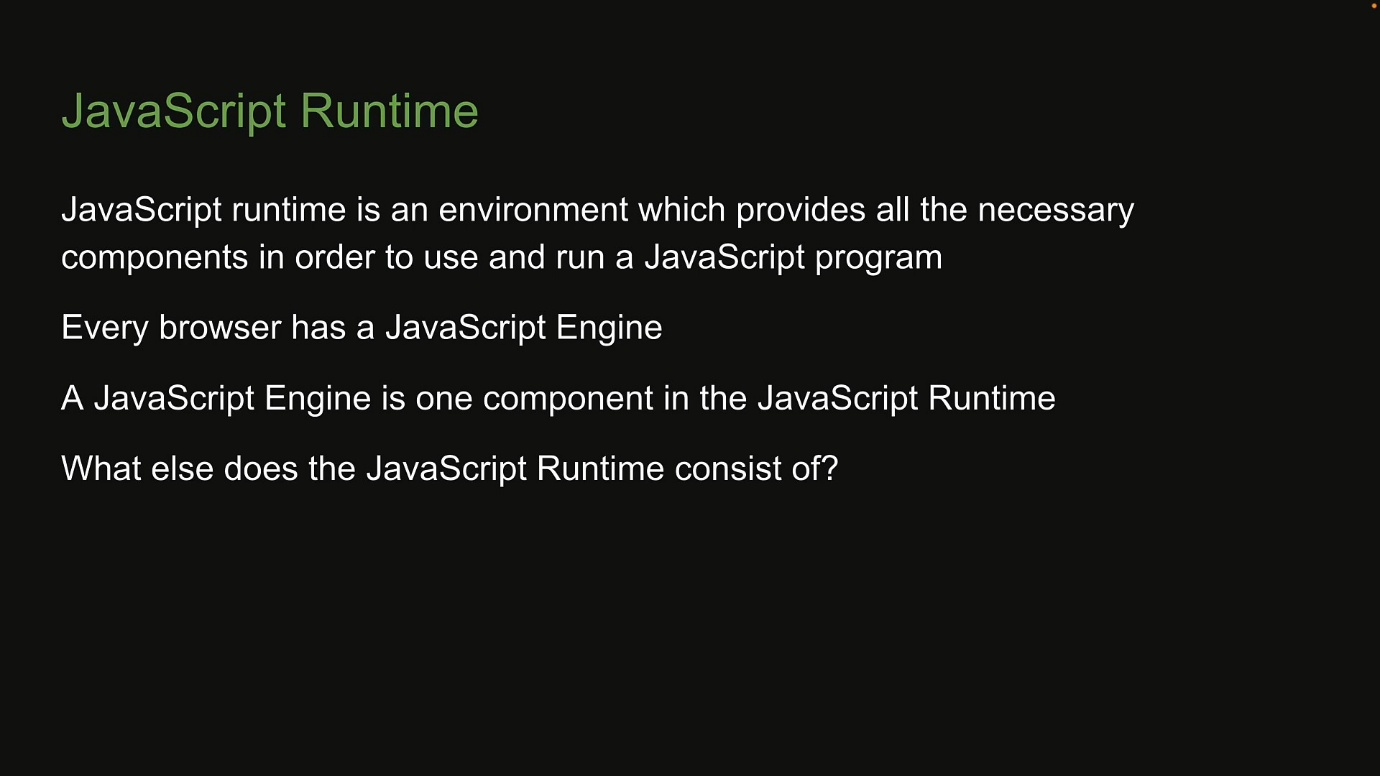 JavaScript Runtime
JavaScript runtime is an environment which provides all the necessary
components in order to use and run a JavaScript program
Every browser has a JavaScript Engine
A JavaScript Engine is one component in the JavaScript Runtime
What else does the JavaScript Runtime consist of?